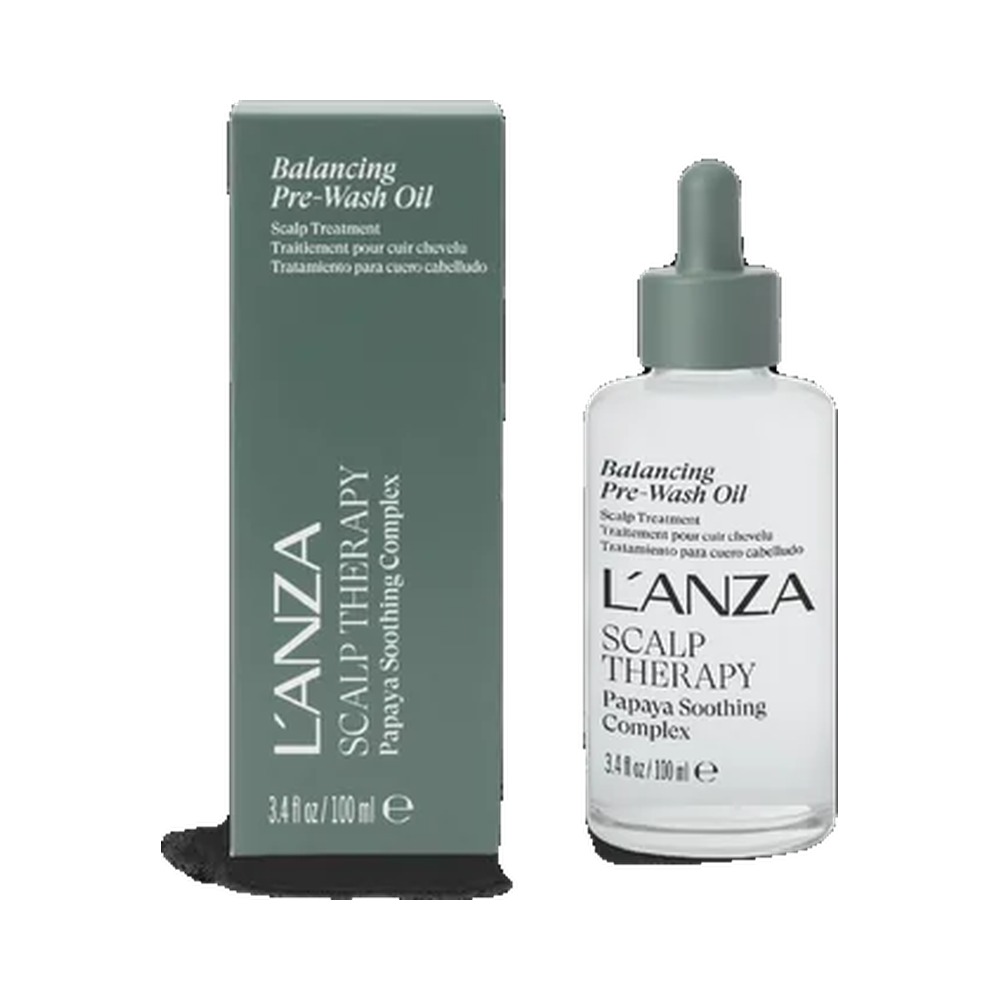 Balancing
Pre-Wash Oil
Scalp Treatment
Traitiement pour cuir chevelu
Tratamiento para cuero cabelludo
L'ANZA
SCALP THERAPY
Papaya Soothing Complex
3.4 fl oz / 100 ml ℮
Balancing
Pre-Wash Oil
Scalp Treatment
Traitement pour cuir chevelu
Tratamiento para cuero cabelludo
L'ANZA
SCALP
THERAPY
Papaya Soothing
Complex
3.4 fl oz / 100 ml ℮